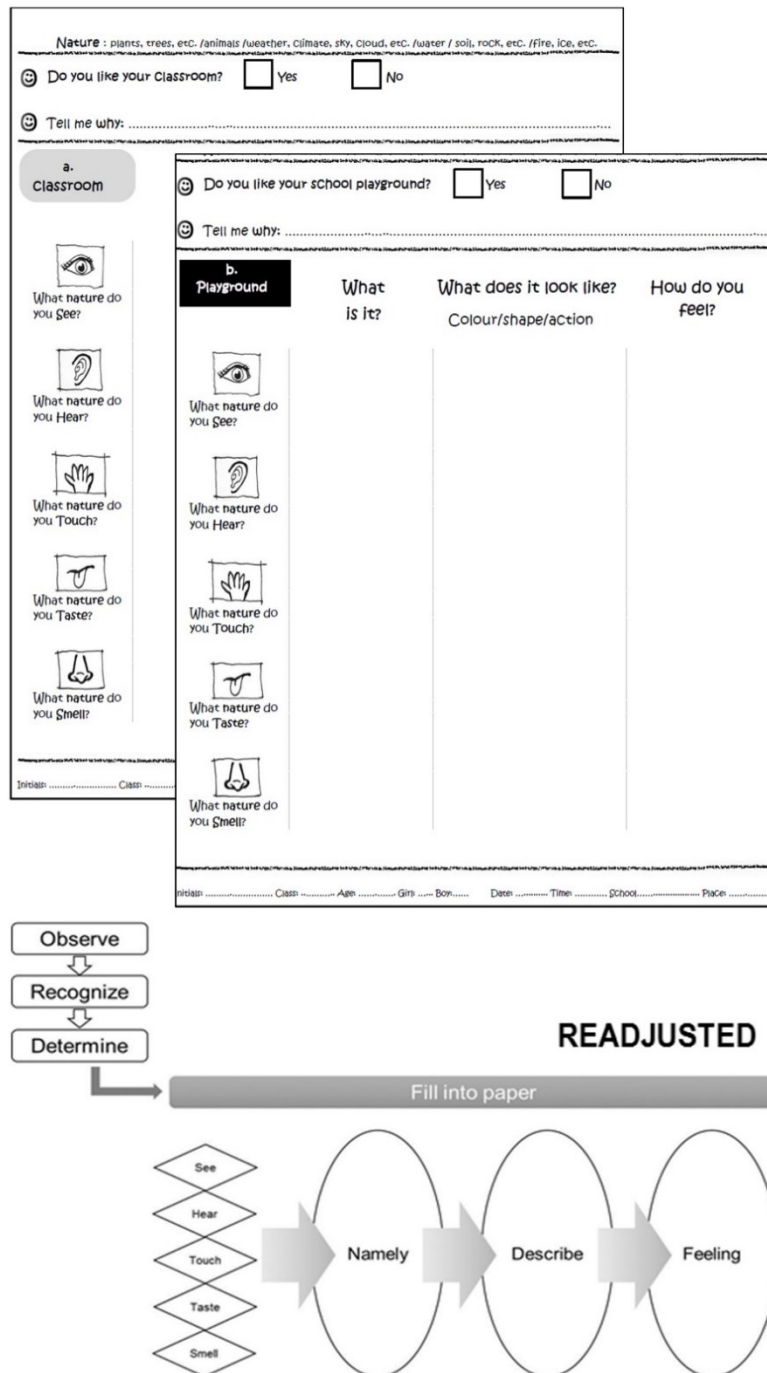 Nature : plants, trees, etc. /animals /weather, climate, sky, cloud, etc. /water / soil, rock, etc. /fire, ice, etc.
Do you like your classroom? Yes No
Tell me why: ................................
a.
Classroom
What nature do
you See?
What nature do
you Hear?
What nature do
you Touch?
What nature do
you Taste?
What nature do
you Smell?
Initials: ...................... Class: ..
Do you like your school playground? Yes No
Tell me why: ................................
b.
Playground
What
is it?
What does it look like?
Colour/shape/action
How do you
feel?
What nature do
you See?
What nature do
you Hear?
What nature do
you Touch?
What nature do
you Taste?
What nature do
you Smell?
nitials: ...................... Class: ........... Age: ............ Girl: ..... Boy:..... Date: .......... Time: ......... School..................... Place: ...........
Observe
Recognize
Determine
READJUSTED
Fill into paper
See
Hear
Touch
Taste
Smell
Namely
Describe
Feeling